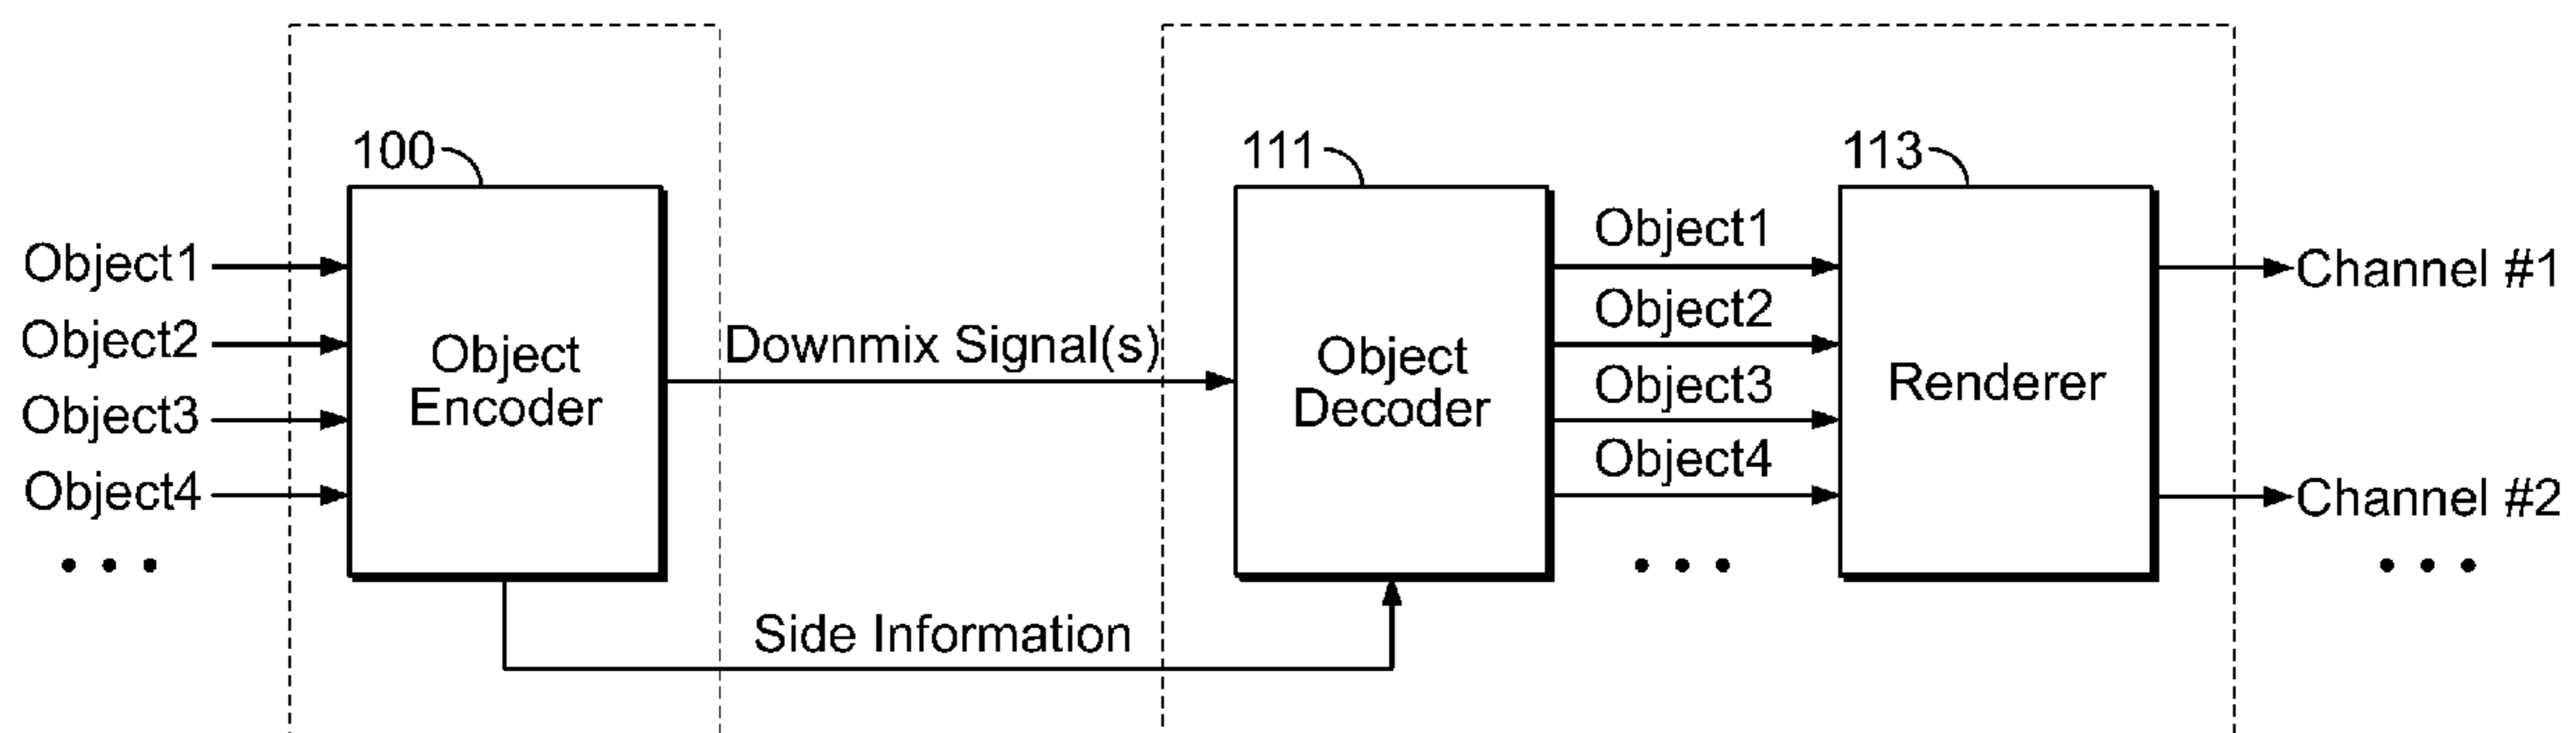 100
111
113
Object1
Object2
Object3
Object4
• • •
Object
Encoder
Downmix Signal(s)
Side Information
Object
Decoder
Object1
Object2
Object3
Object4
• • •
Renderer
Channel #1
Channel #2
• • •